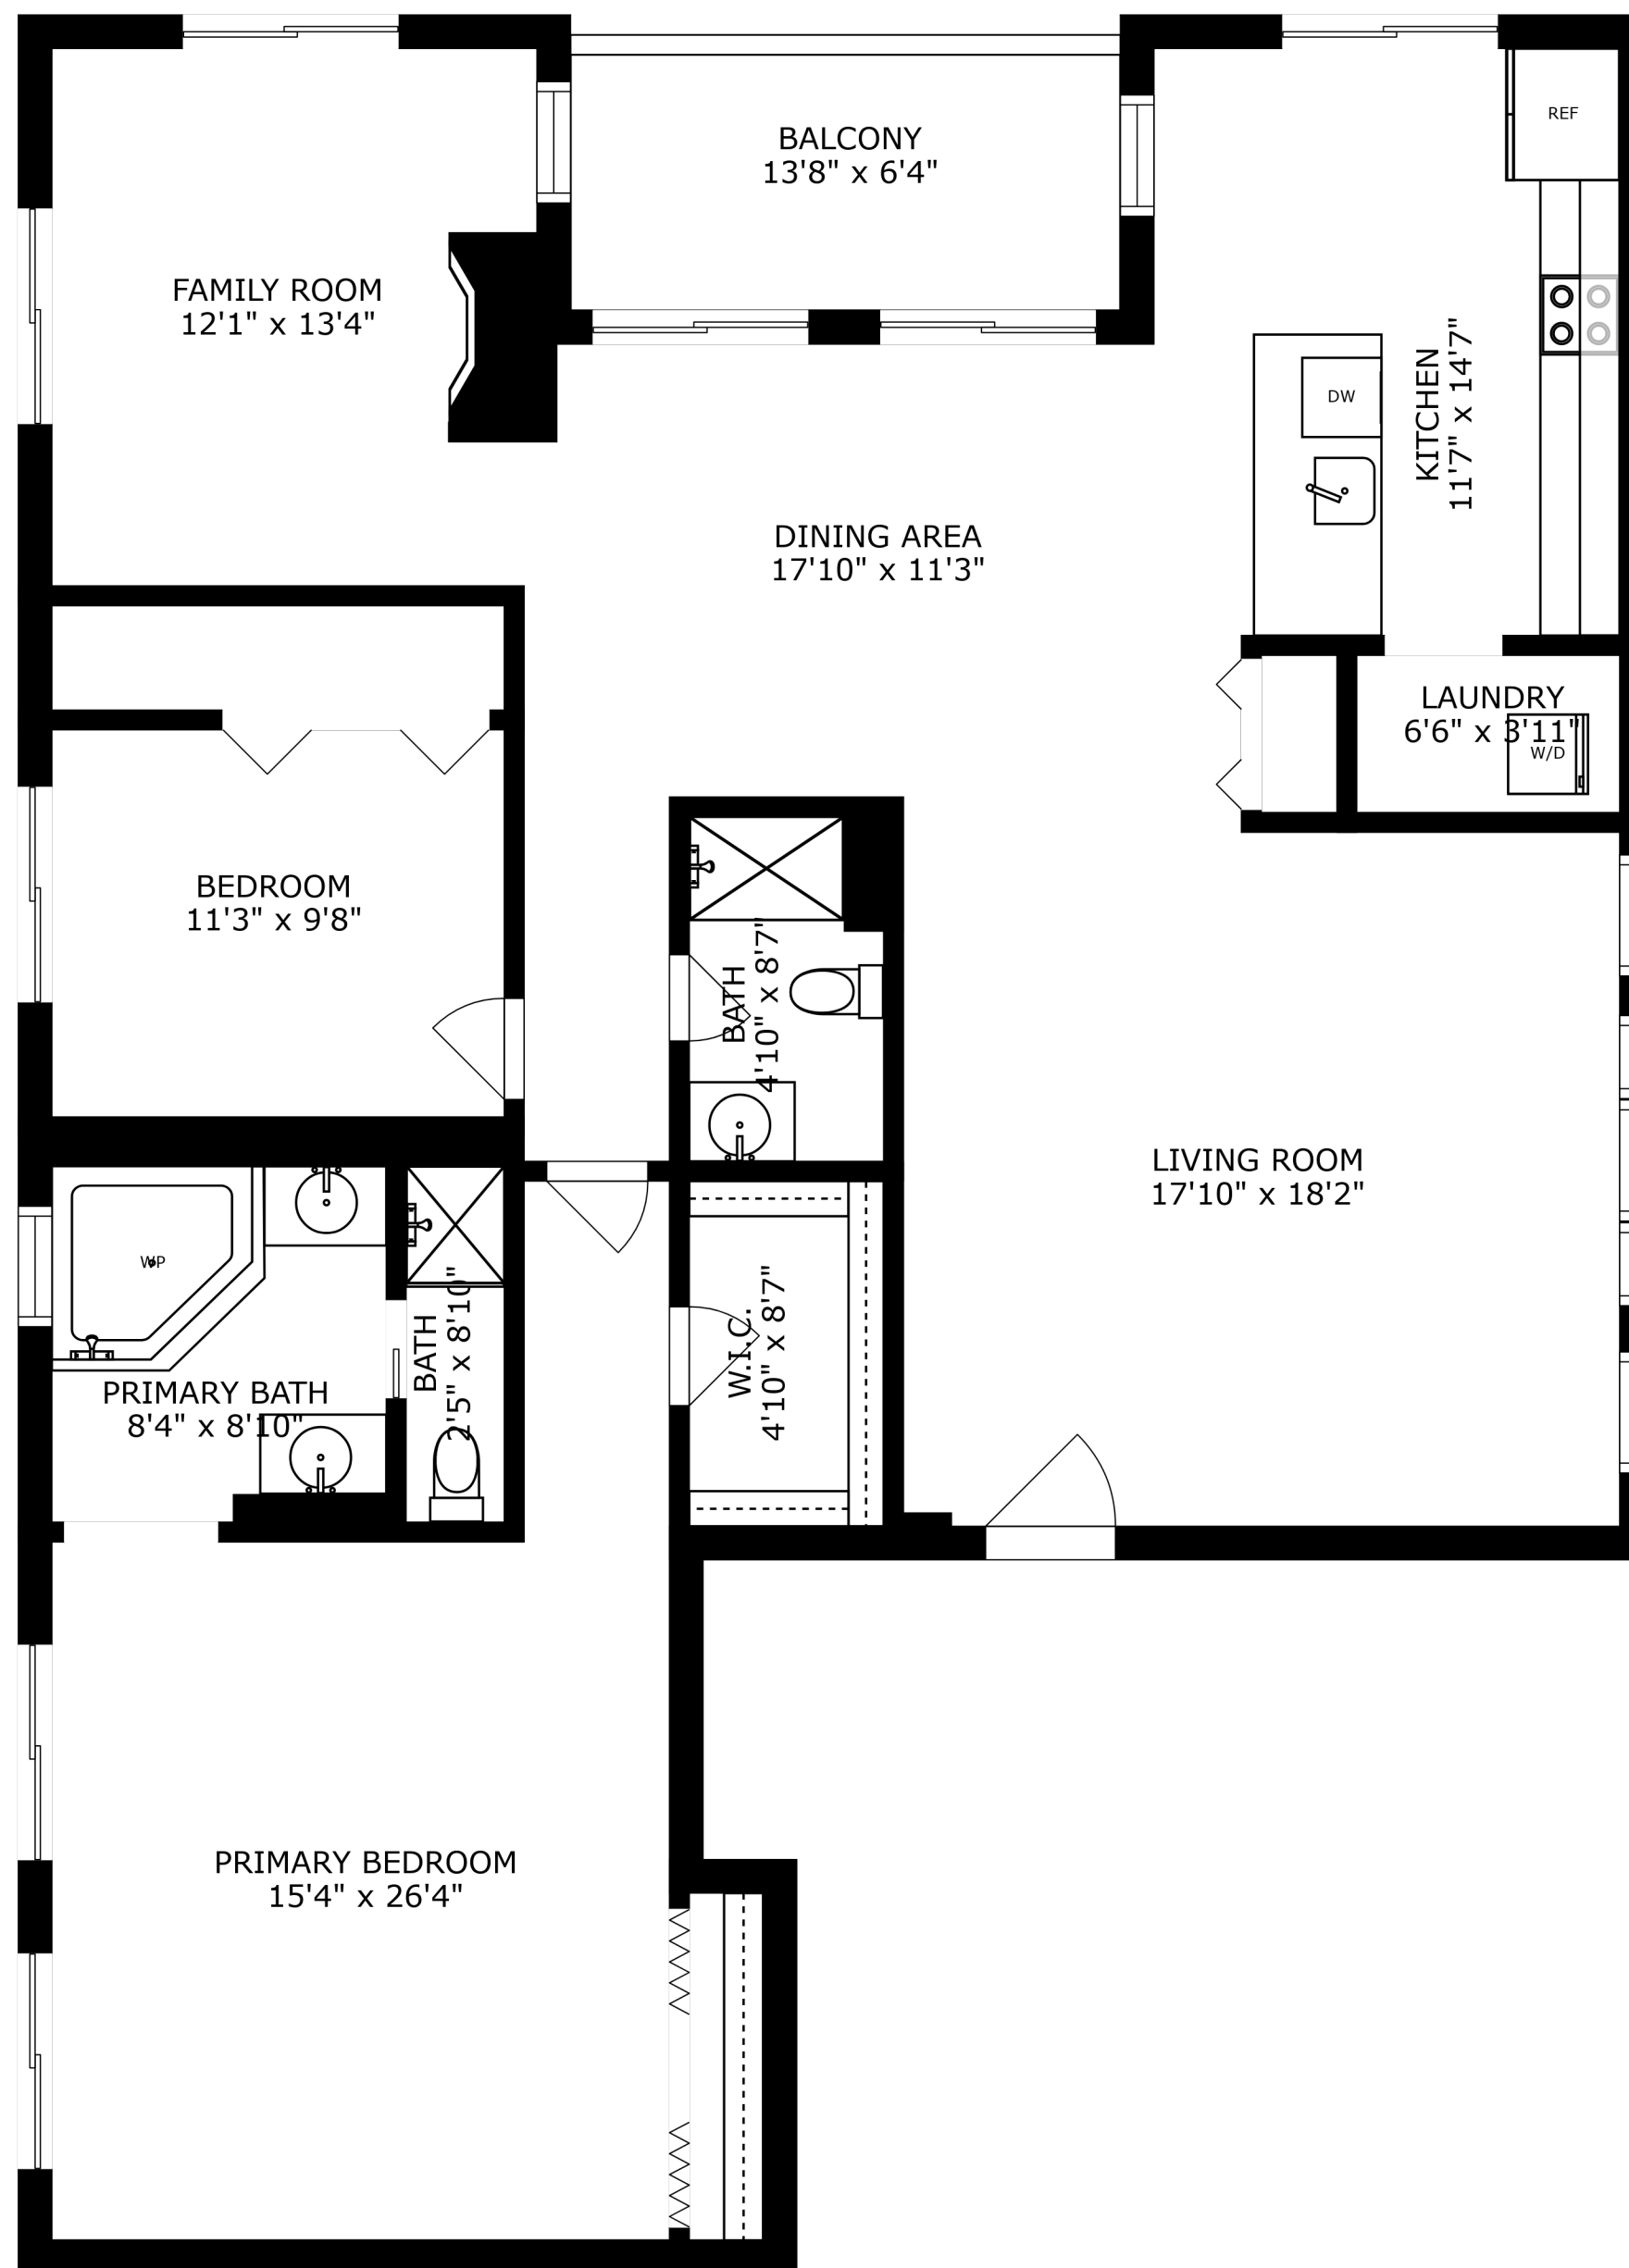 BALCONY
13'8" x 6'4"
REF
FAMILY ROOM
12'1" x 13'4"
KITCHEN
11'7" x 14'7"
DW
DINING AREA
17'10" x 11'3"
LAUNDRY
6'6" x 3'11"
W/D
BEDROOM
11'3" x 9'8"
BATH
4'10" x 8'7"
LIVING ROOM
17'10" x 18'2"
WP
BATH
2'5" x 8'10"
W.I.C.
4'10" x 8'7"
PRIMARY BATH
8'4" x 8'10"
PRIMARY BEDROOM
15'4" x 26'4"